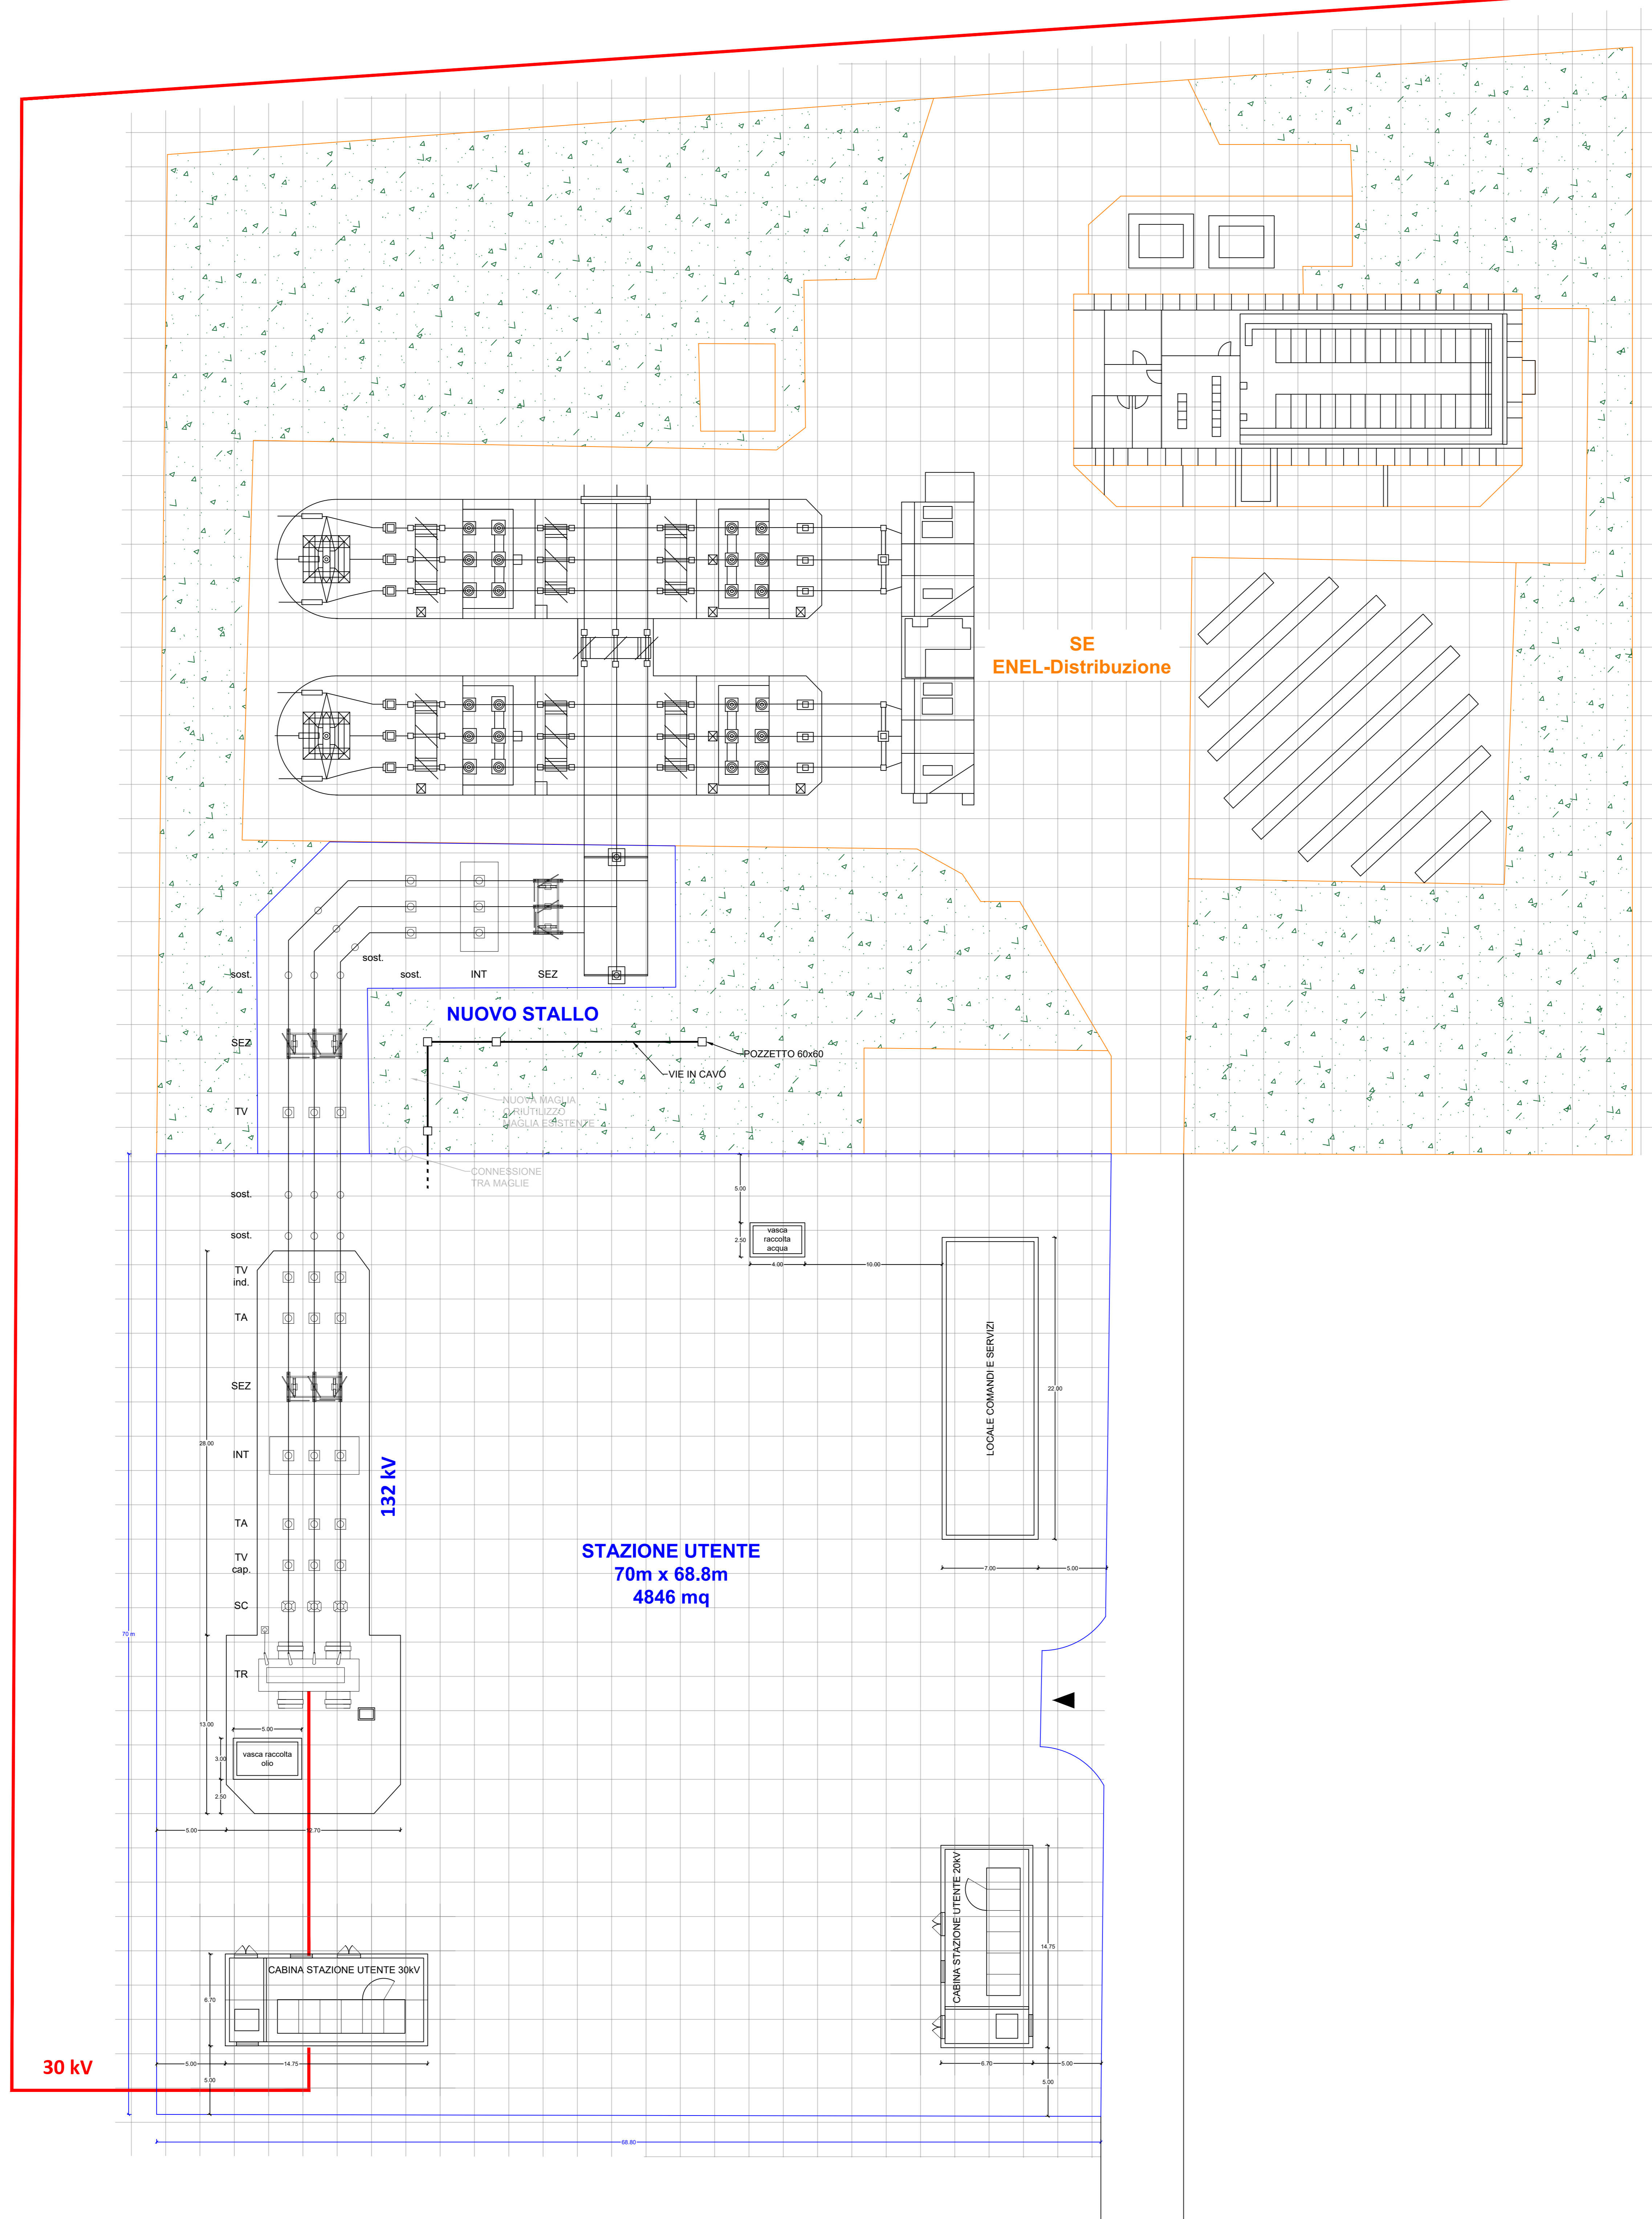 SE
ENEL-Distribuzione
sost.
sost.
sost.
INT
SEZ
NUOVO STALLO
SEZ
POZZETTO 60x60
VIE IN CAVO
NUOVA MAGLIA
O RIUTILIZZO
MAGLIA ESISTENTE
TV
CONNESSIONE
TRA MAGLIE
sost.
5.00
sost.
2.50
vasca
raccolta
acqua
4.00
10.00
TV
ind.
TA
SEZ
LOCALE COMANDI E SERVIZI
22.00
28.00
INT
132 kV
TA
STAZIONE UTENTE
70m x 68.8m
4846 mq
TV
cap.
7.00
5.00
SC
70 m
TR
13.00
5.00
3.00
vasca raccolta
olio
2.50
5.00
12.70
CABINA STAZIONE UTENTE 20kV
14.75
CABINA STAZIONE UTENTE 30kV
6.70
30 kV
5.00
14.75
5.00
6.70
5.00
5.00
68.80